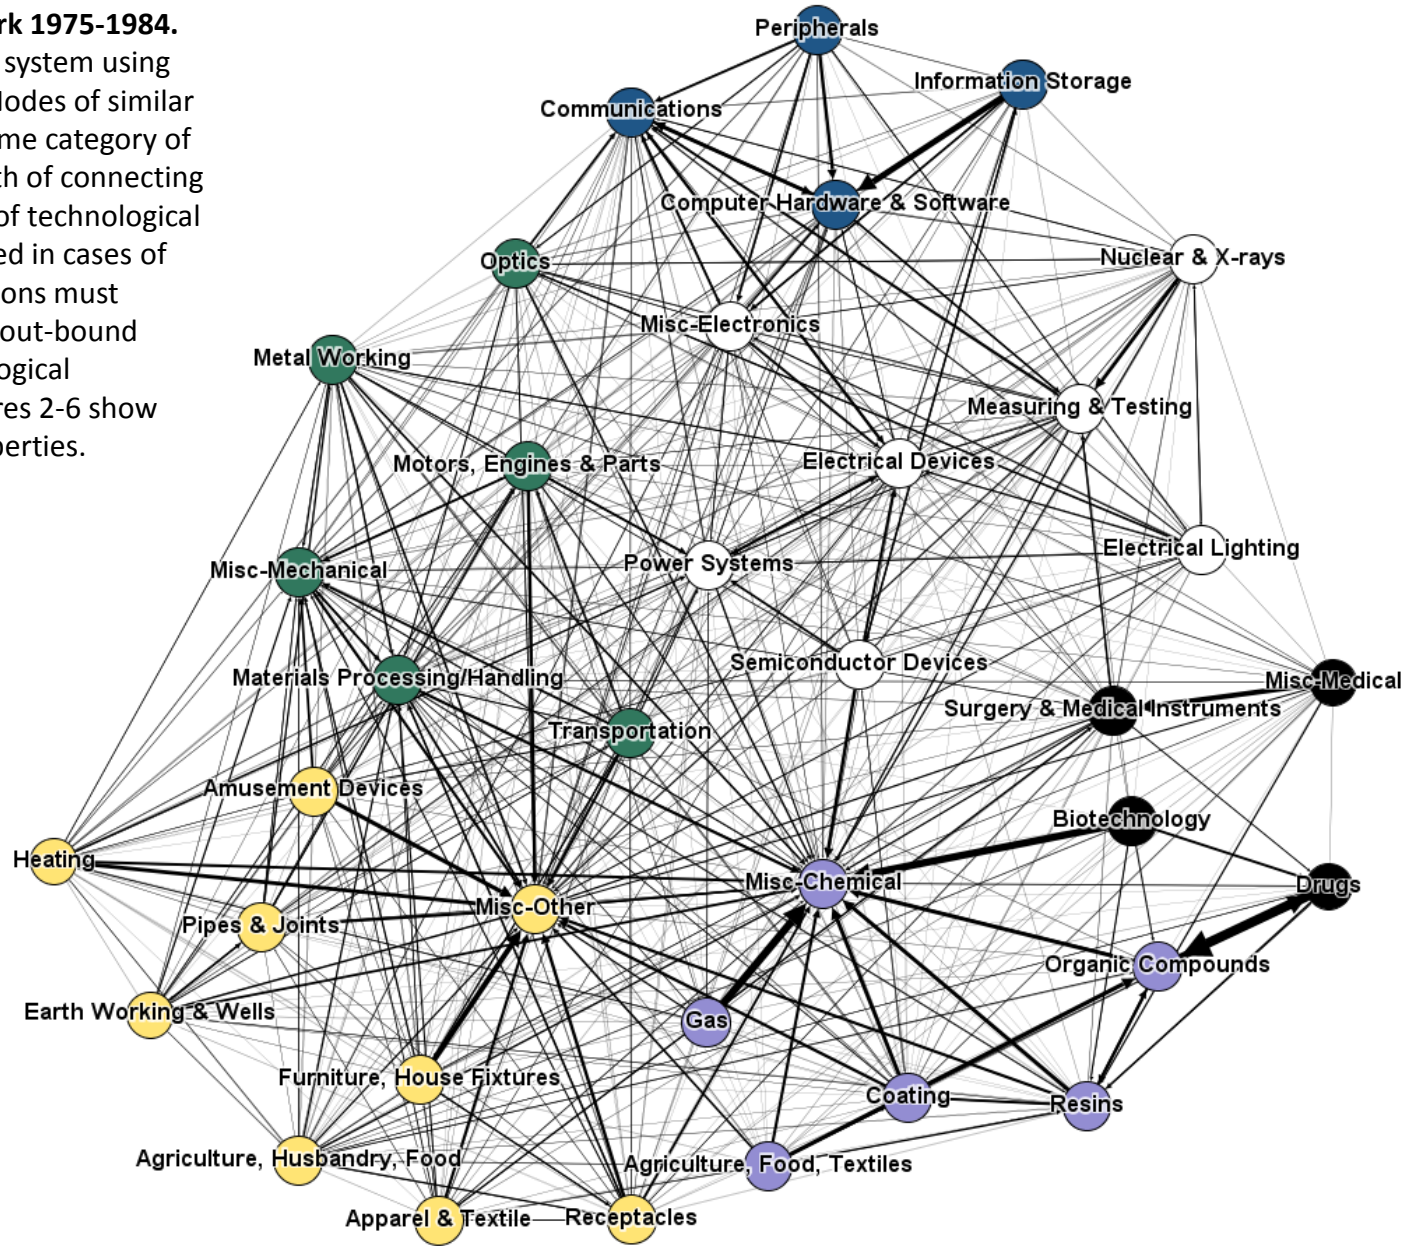 rk 1975-1984.
system using
Nodes of similar
me category of
th of connecting
of technological
ed in cases of
ons must
out-bound
ogical
res 2-6 show
perties.
Peripherals
Information Storage
Communications
Computer Hardware & Software
Nuclear & X-rays
Optics
Misc-Electronics
Metal Working
Measuring & Testing
Motors, Engines & Parts
Electrical Devices
Electrical Lighting
Power Systems
Misc-Mechanical
Semiconductor Devices
Materials Processing/Handling
Misc-Medical
Surgery & Medical Instruments
Transportation
Amusement Devices
Biotechnology
Heating
Misc-Chemical
Drugs
Misc-Other
Pipes & Joints
Organic Compounds
Earth Working & Wells
Gas
Furniture, House Fixtures
Coating
Resins
Agriculture, Husbandry, Food
Agriculture, Food, Textiles
Apparel & Textile
Receptacles